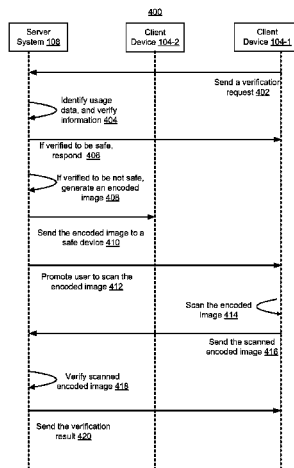 400
Server
System 108
Client
Device 104-2
Client
Device 104-1
Send a verification
request 402
Identify usage
data, and verify
information 404
If verified to be safe,
respond 406
If verified to be not safe,
generate an encoded
image 408
Send the encoded image to a
safe device 410
Promote user to scan the
encoded image 412
Scan the encoded
image 414
Send the scanned
encoded image 416
Verify scanned
encoded image 418
Send the verification
result 420